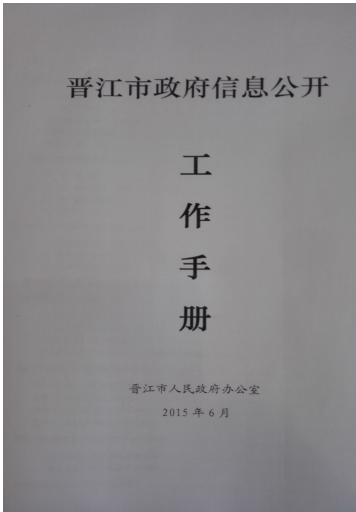 晋江市政府信息公开
工
作
手
册
晋江市人民政府办公室
2015 年 6 月